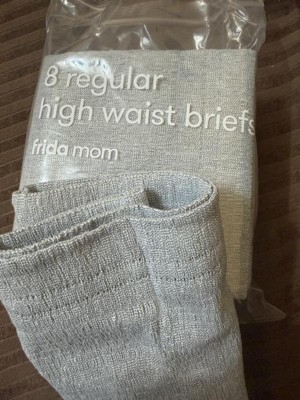 8 regular
high waist briefs
frida mom